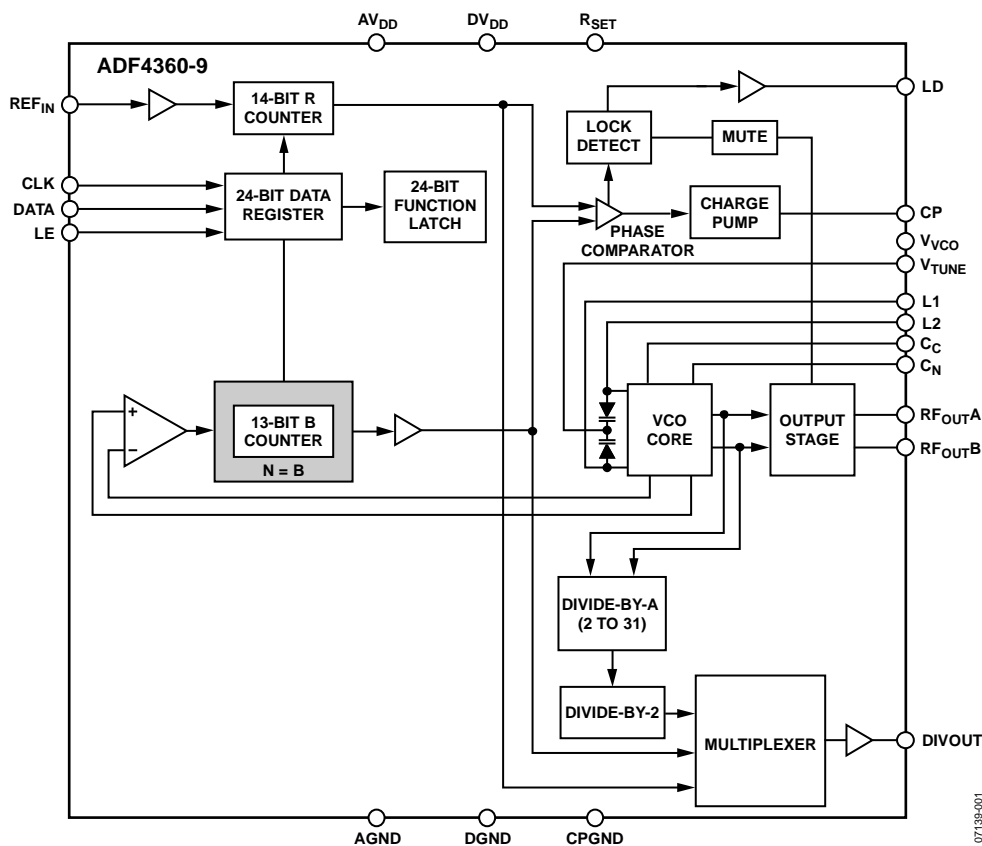 AVDD
DVDD
RSET
ADF4360-9
REFIN
14-BIT R
COUNTER
LD
LOCK
DETECT
MUTE
CLK
DATA
LE
24-BIT DATA
REGISTER
24-BIT
FUNCTION
LATCH
PHASE
COMPARATOR
CHARGE
PUMP
CP
VVCO
VTUNE
L1
L2
CC
CN
+
−
13-BIT B
COUNTER
N = B
VCO
CORE
OUTPUT
STAGE
RFOUTA
RFOUTB
DIVIDE-BY-A
(2 TO 31)
DIVIDE-BY-2
MULTIPLEXER
DIVOUT
AGND
DGND
CPGND
07139-001